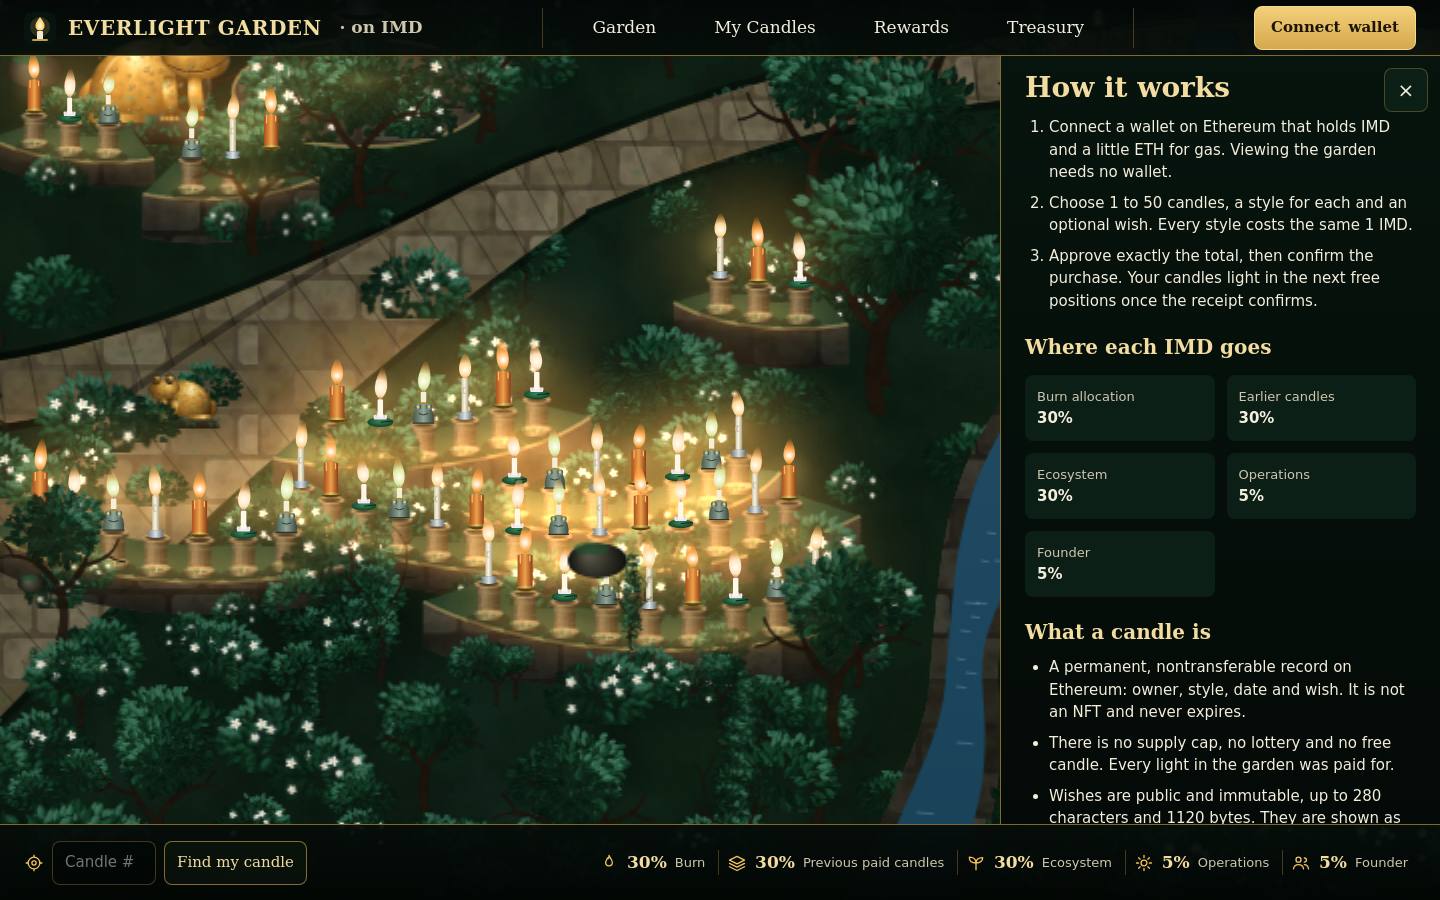 EVERLIGHT GARDEN · on IMD
Garden
My Candles
Rewards
Treasury
Connect wallet
How it works
×
1. Connect a wallet on Ethereum that holds IMD
and a little ETH for gas. Viewing the garden
needs no wallet.
2. Choose 1 to 50 candles, a style for each and an
optional wish. Every style costs the same 1 IMD.
3. Approve exactly the total, then confirm the
purchase. Your candles light in the next free
positions once the receipt confirms.
Where each IMD goes
Burn allocation
30%
Earlier candles
30%
Ecosystem
30%
Operations
5%
Founder
5%
What a candle is
• A permanent, nontransferable record on
Ethereum: owner, style, date and wish. It is not
an NFT and never expires.
• There is no supply cap, no lottery and no free
candle. Every light in the garden was paid for.
• Wishes are public and immutable, up to 280
characters and 1120 bytes. They are shown as
Candle #
Find my candle
30% Burn
30% Previous paid candles
30% Ecosystem
5% Operations
5% Founder